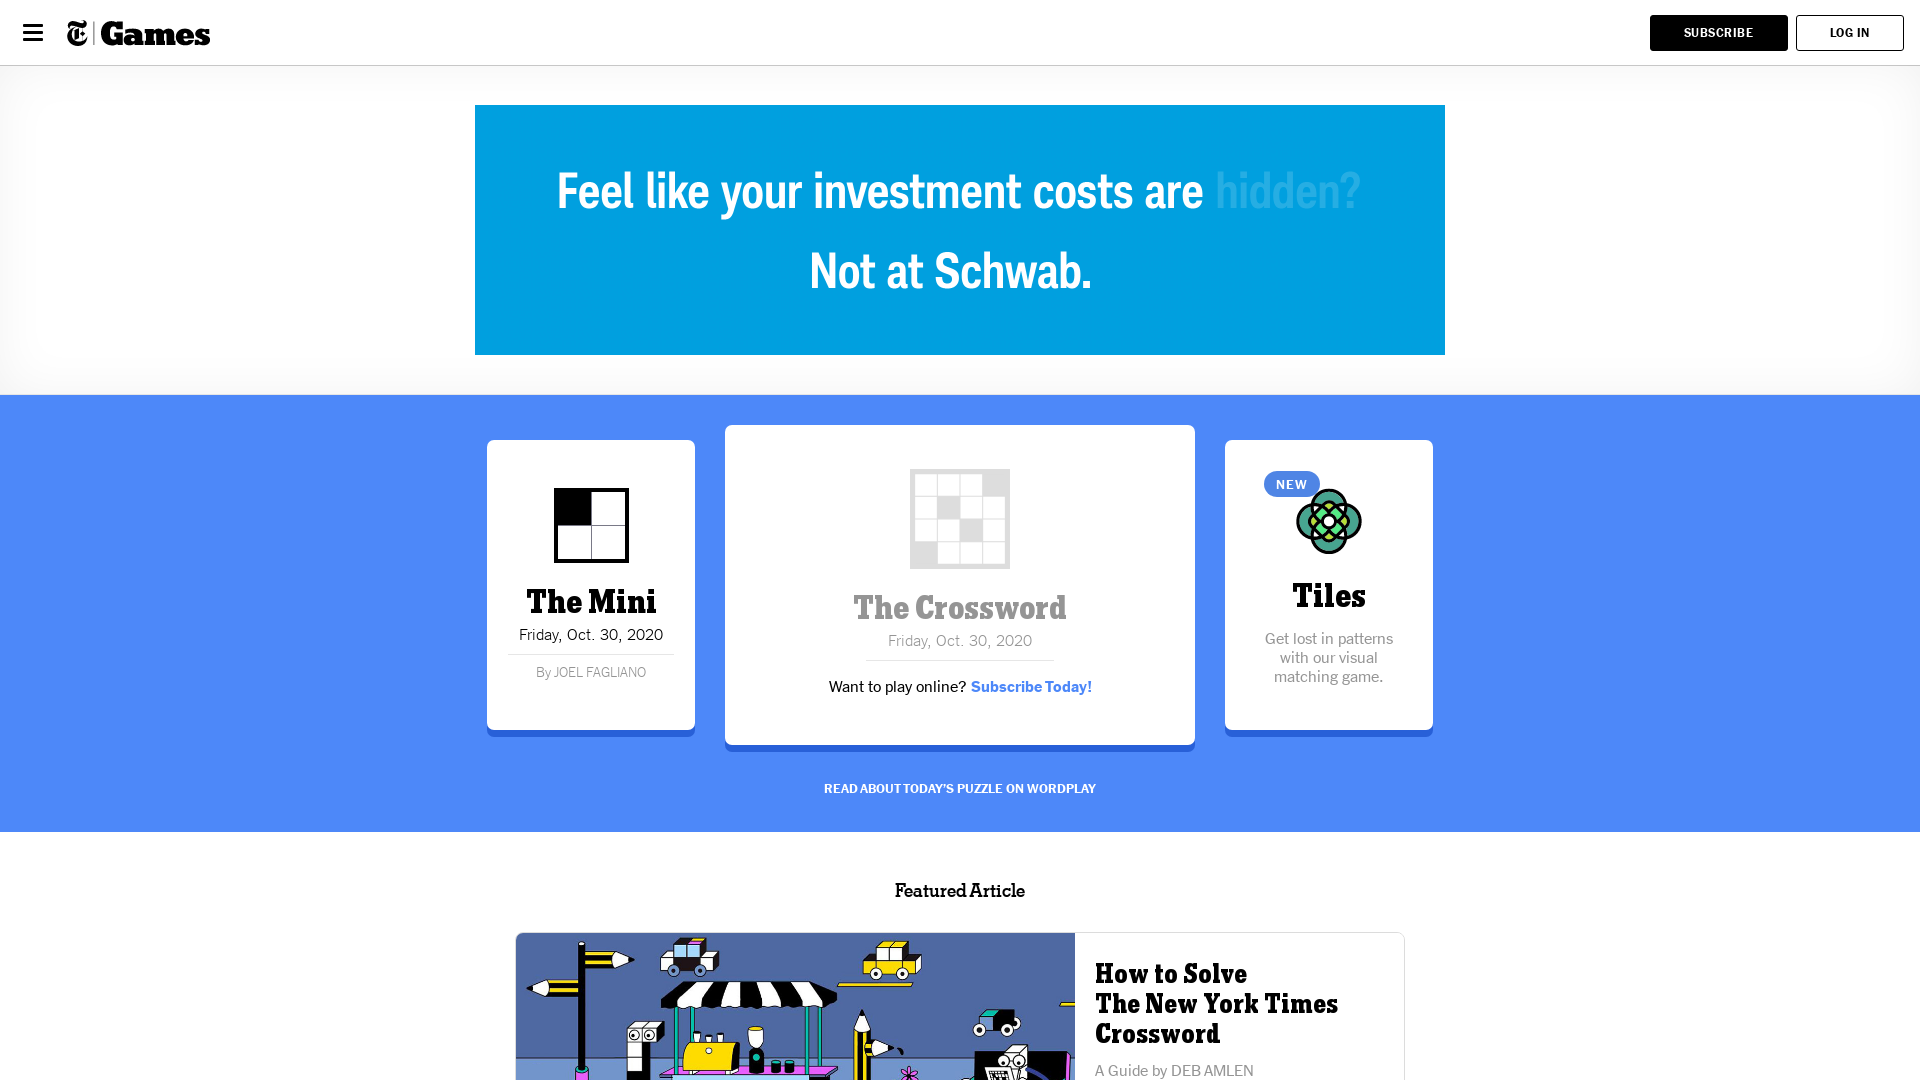 T Games
SUBSCRIBE
LOG IN
Feel like your investment costs are hidden?
Not at Schwab.
The Mini
Friday, Oct. 30, 2020
By JOEL FAGLIANO
The Crossword
Friday, Oct. 30, 2020
Want to play online? Subscribe Today!
NEW
Tiles
Get lost in patterns
with our visual
matching game.
READ ABOUT TODAY'S PUZZLE ON WORDPLAY
Featured Article
How to Solve
The New York Times
Crossword
A Guide by DEB AMLEN